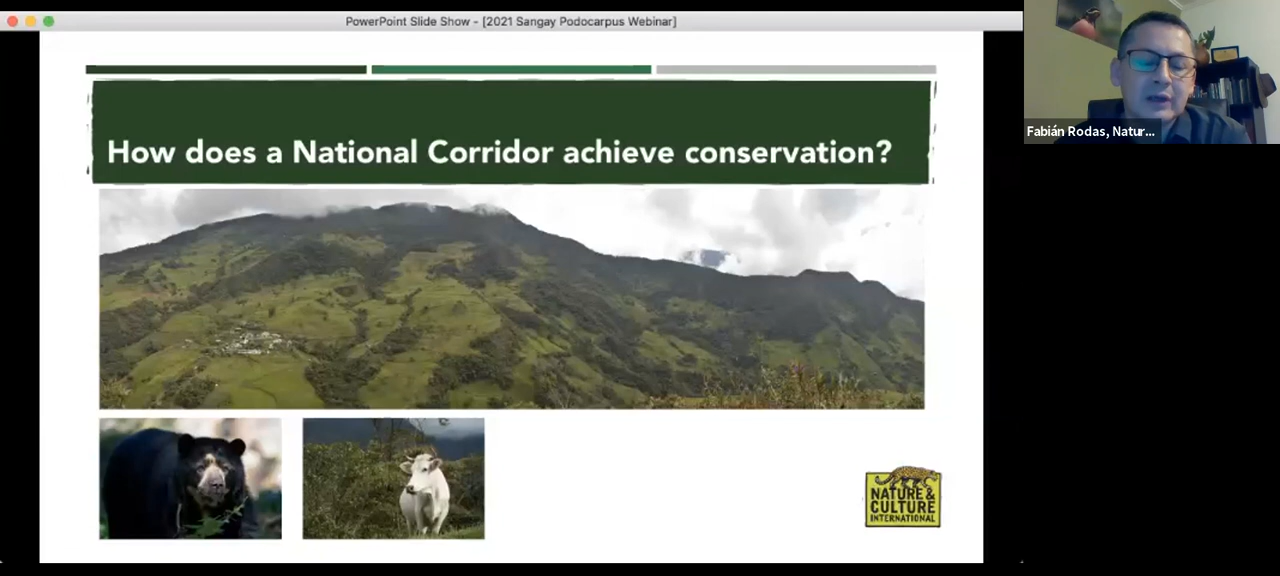 PowerPoint Slide Show - [2021 Sangay Podocarpus Webinar]
Fabián Rodas, Natur...
How does a National Corridor achieve conservation?
NATURE &
CULTURE
INTERNATIONAL